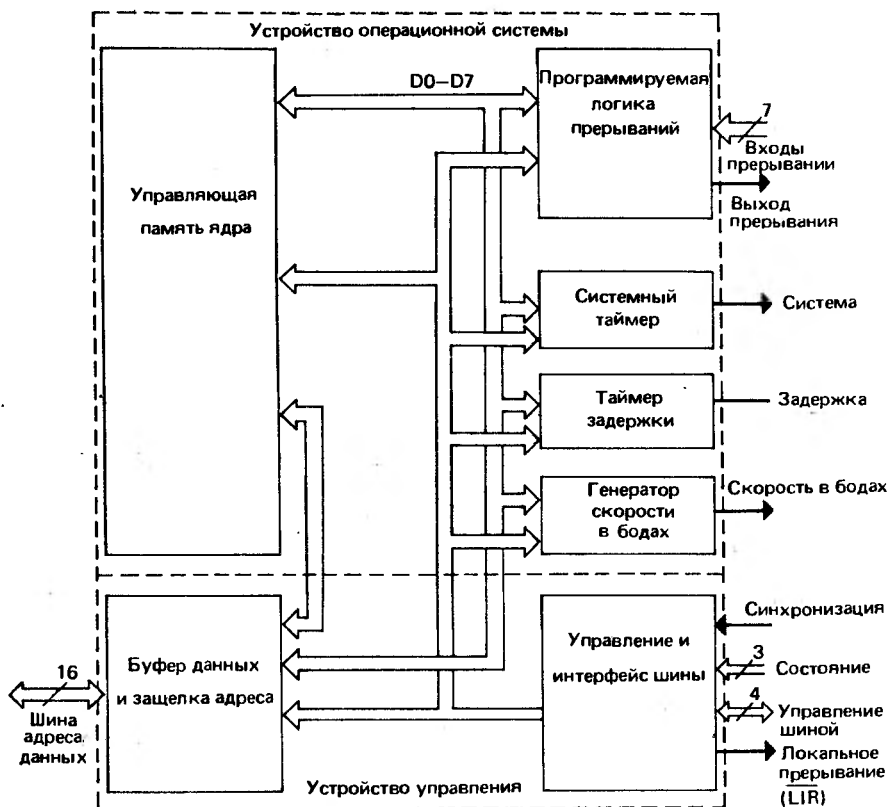 Устройство операционной системы
D0–D7
Программируемая
логика
прерываний
7
Входы
прерывании
Выход
прерывания
Управляющая
память ядра
Системный
таймер
Система
Таймер
задержки
Задержка
Генератор
скорости
в бодах
Скорость в бодах
16
Шина
адреса.
данных
Буфер данных
и защелка адреса
Управление и
интерфейс шины
Синхронизация
3
Состояние
4
Управление
шиной
Локальное
прерывание
(LIR)
Устройство управления